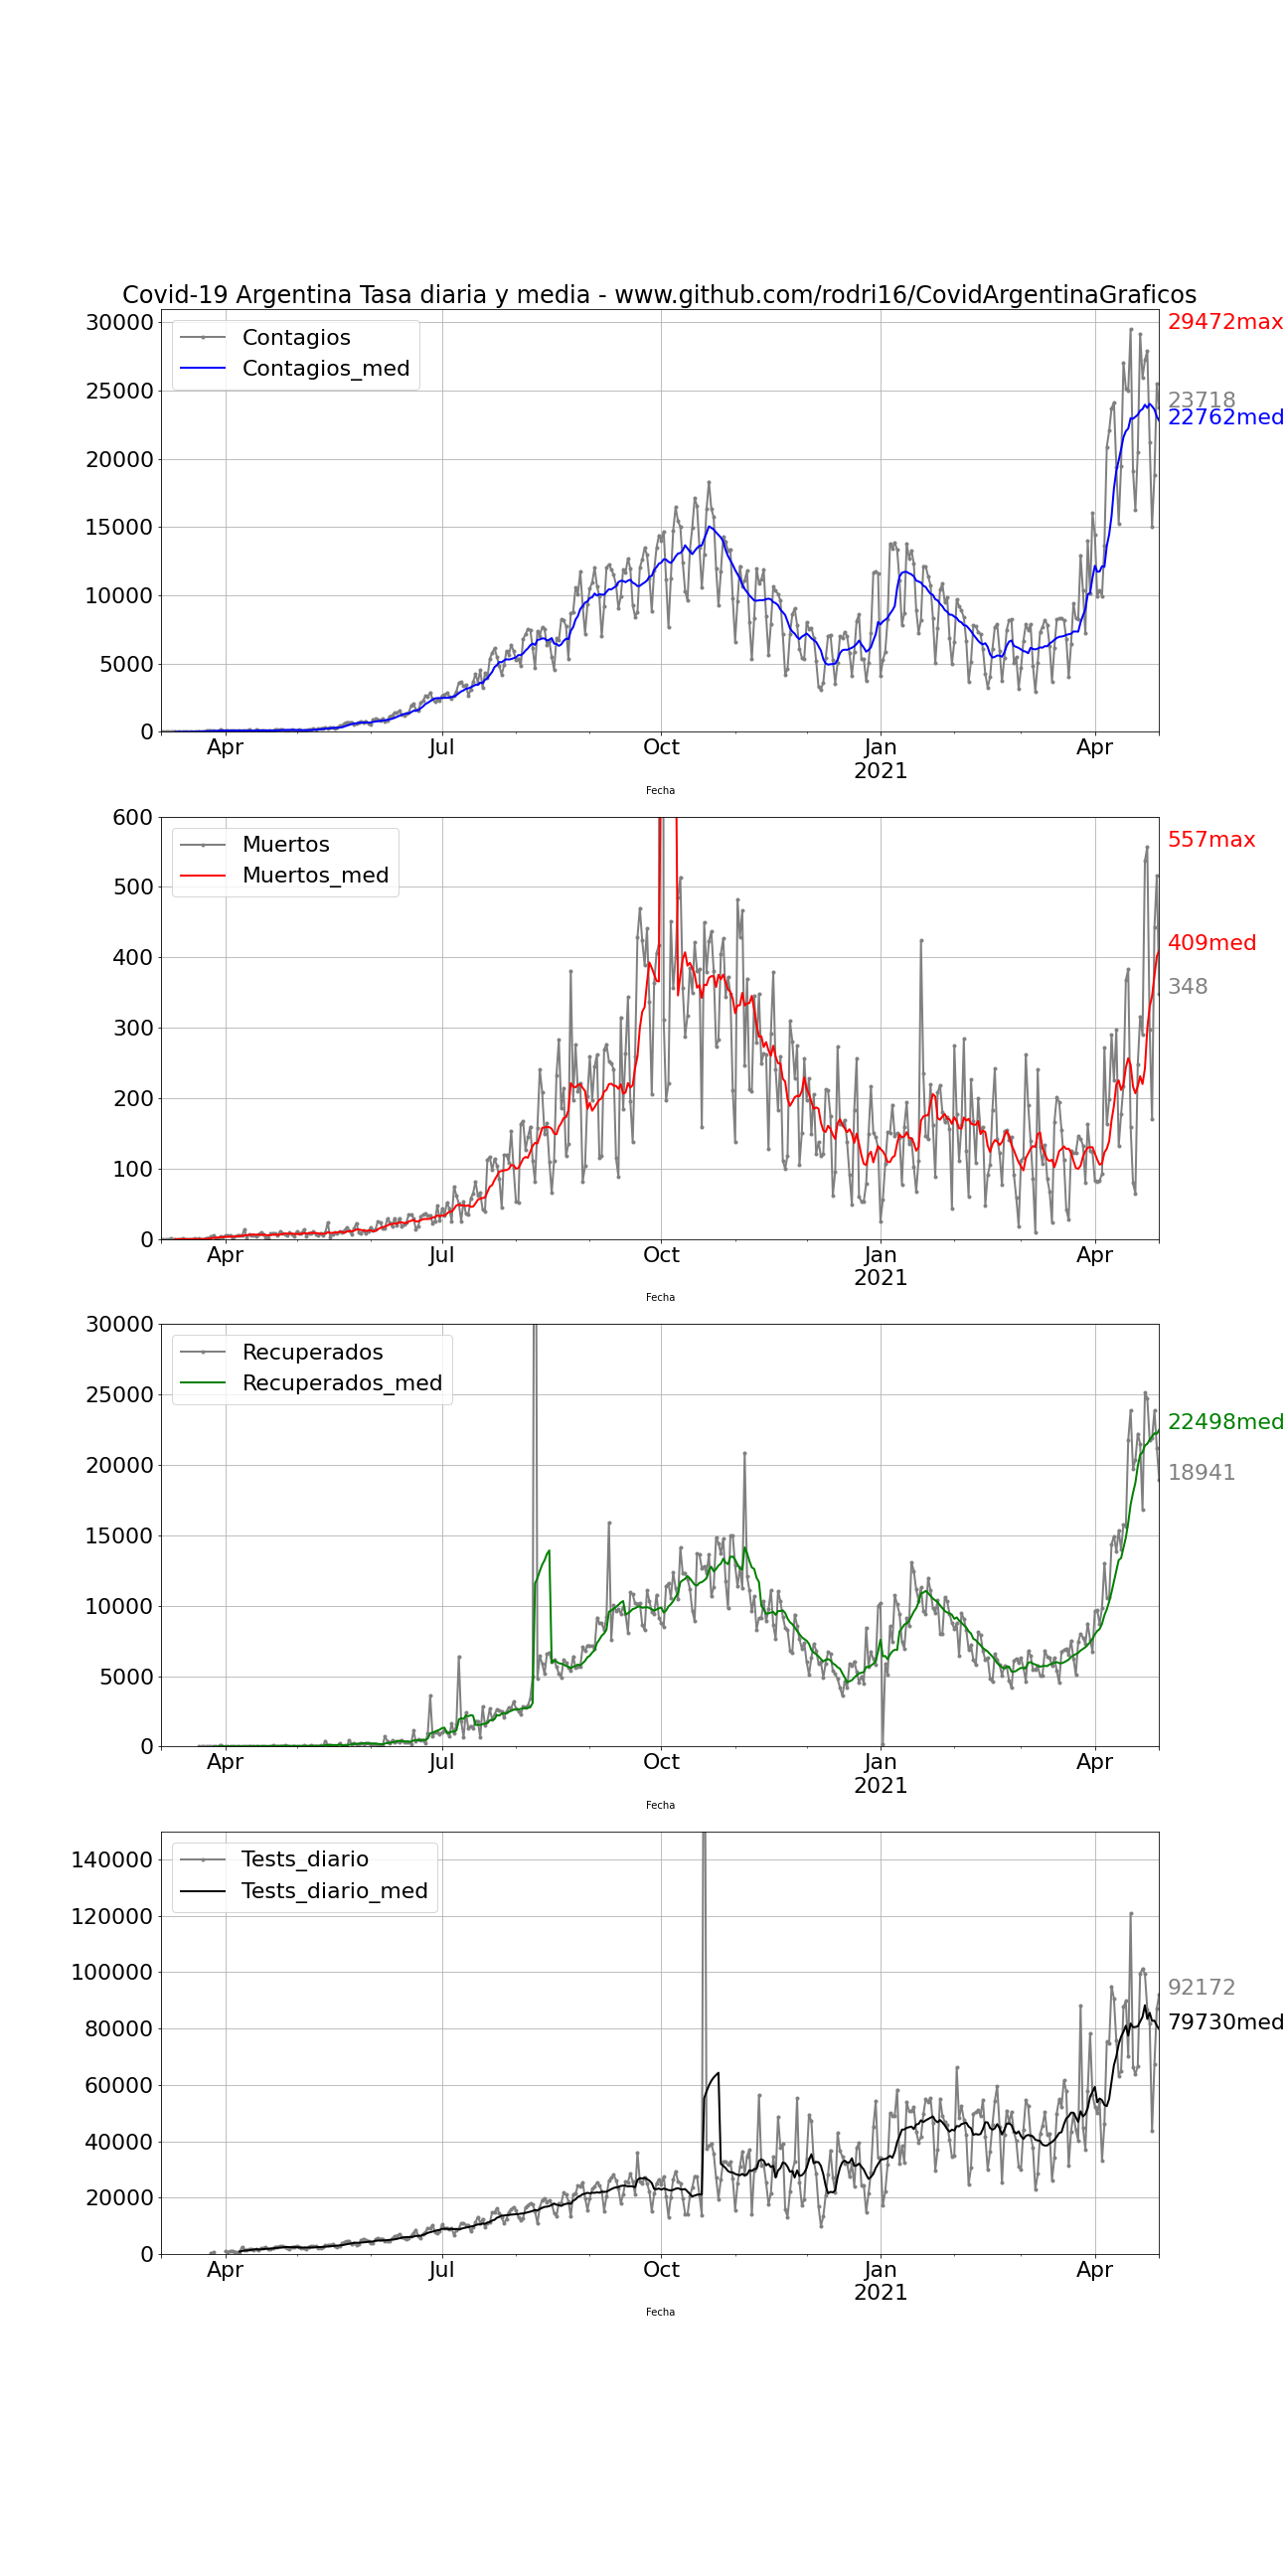 Covid-19 Argentina Tasa diaria y media - www.github.com/rodri16/CovidArgentinaGraficos
30000
25000
20000
15000
10000
5000
0
Contagios
Contagios_med
29472max
23718
22762med
Apr
Jul
Oct
Jan
2021
Apr
Fecha
600
500
400
300
200
100
0
Muertos
Muertos_med
557max
409med
348
Apr
Jul
Oct
Jan
2021
Apr
Fecha
30000
25000
20000
15000
10000
5000
0
Recuperados
Recuperados_med
22498med
18941
Apr
Jul
Oct
Jan
2021
Apr
Fecha
140000
120000
100000
80000
60000
40000
20000
0
Tests_diario
Tests_diario_med
92172
79730med
Apr
Jul
Oct
Jan
2021
Apr
Fecha